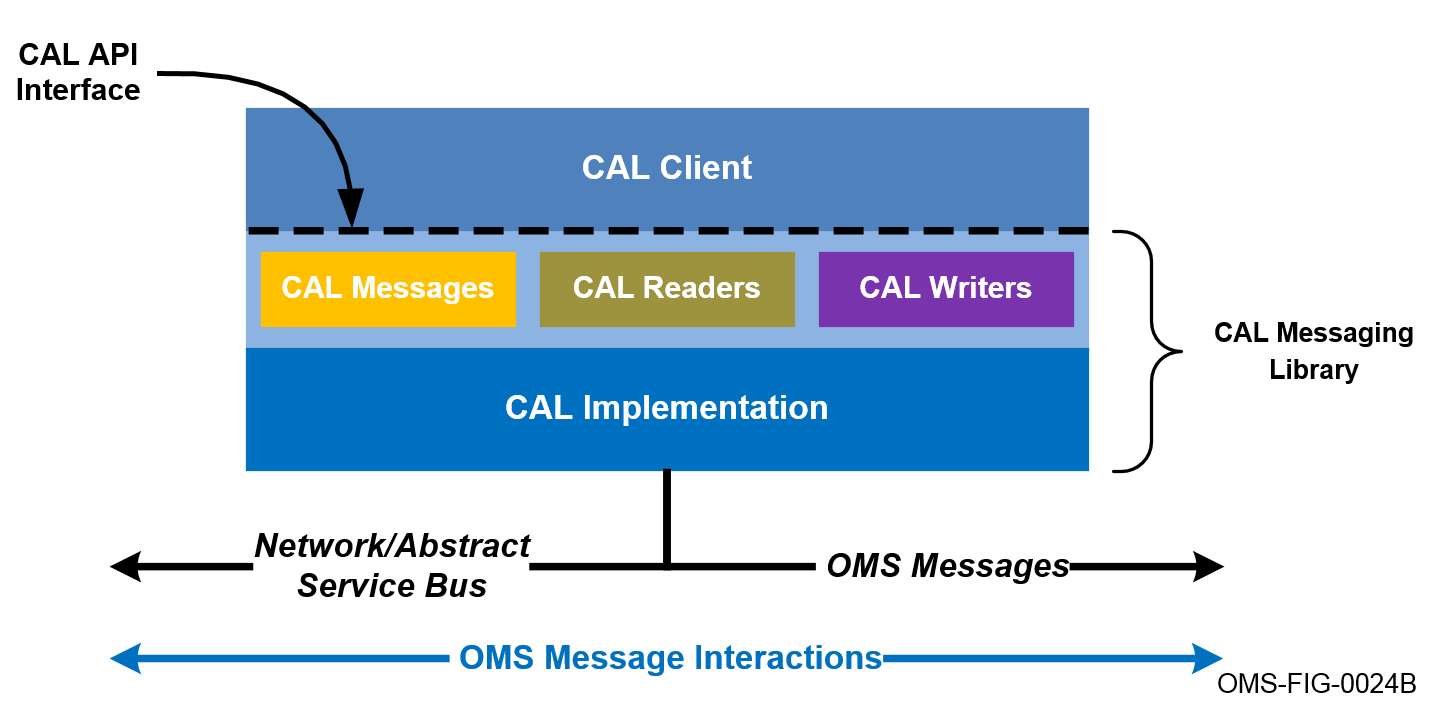 CAL API
Interface
CAL Client
CAL Messages
CAL Readers
CAL Writers
CAL Messaging
Library
CAL Implementation
Network/Abstract
Service Bus
OMS Messages
OMS Message Interactions
OMS-FIG-0024B